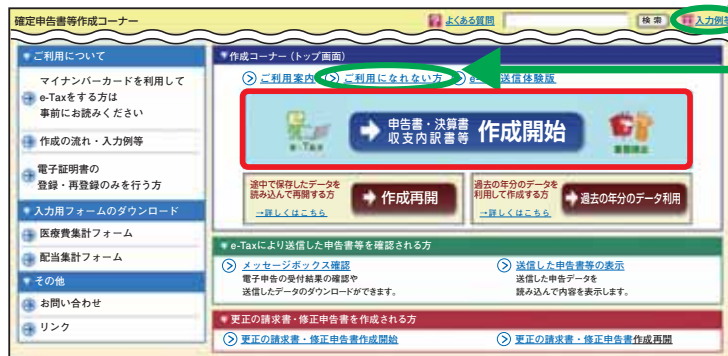 確定申告書等作成コーナー
よくある質問
検索
入力例等
ご利用について
マイナンバーカードを利用して
e-Taxをする方は
事前にお読みください
作成の流れ・入力例等
電子証明書の
登録・再登録のみを行う方
入力用フォームのダウンロード
医療費集計フォーム
配当集計フォーム
その他
お問い合わせ
リンク
作成コーナー(トップ画面)
ご利用案内
ご利用になれない方
e-Tax送信体験版
e-Tax
申告書・決算書
収支内訳書等
作成開始
書面提出
途中で保存したデータを
読み込んで再開する方
→詳しくはこちら
作成再開
過去の年分のデータを
利用して作成する方
→詳しくはこちら
過去の年分のデータ利用
e-Taxにより送信した申告書等を確認される方
メッセージボックス確認
電子申告の受付結果の確認や
送信したデータのダウンロードができます。
送信した申告書等の表示
送信した申告データを
読み込んで内容を表示します。
更正の請求書・修正申告書を作成される方
更正の請求書・修正申告書作成開始
更正の請求書・修正申告書作成再開